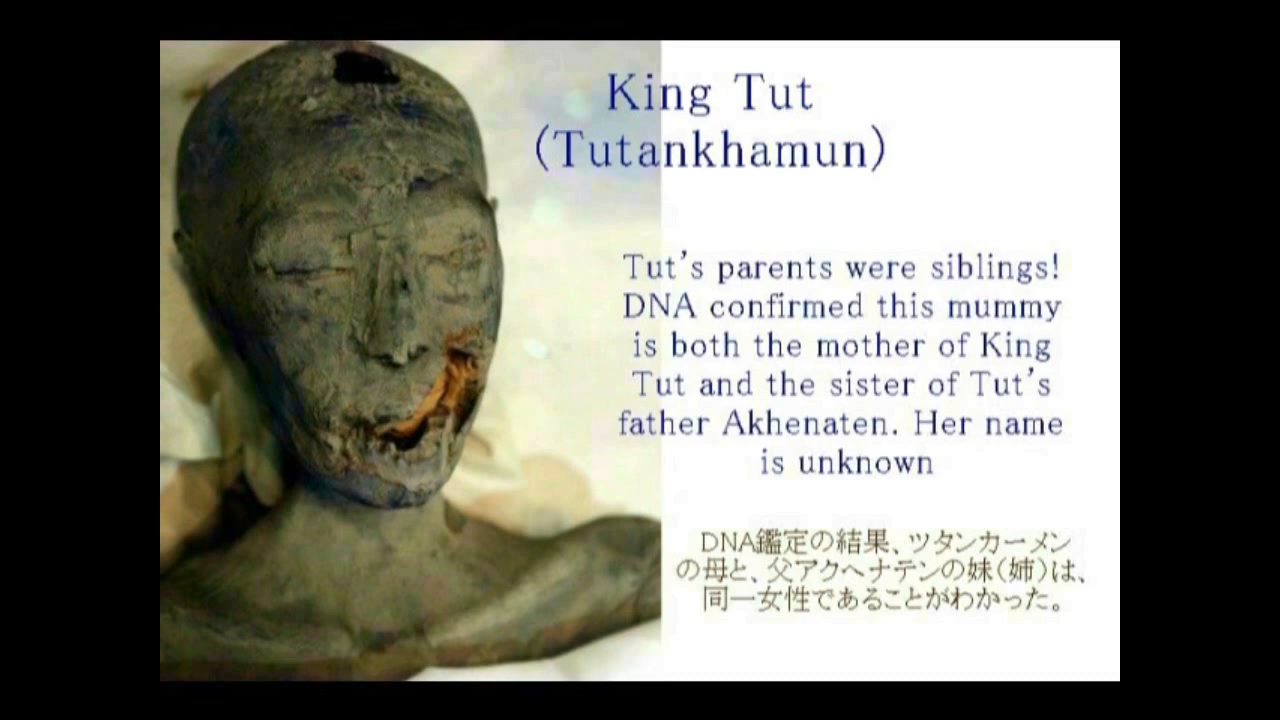 King Tut
(Tutankhamun)
Tut's parents were siblings!
DNA confirmed this mummy
is both the mother of King
Tut and the sister of Tut's
father Akhenaten. Her name
is unknown
DNA鑑定の結果、ツタンカーメン
の母と、父アクヘナテンの妹(姉)は、
同一女性であることがわかった。